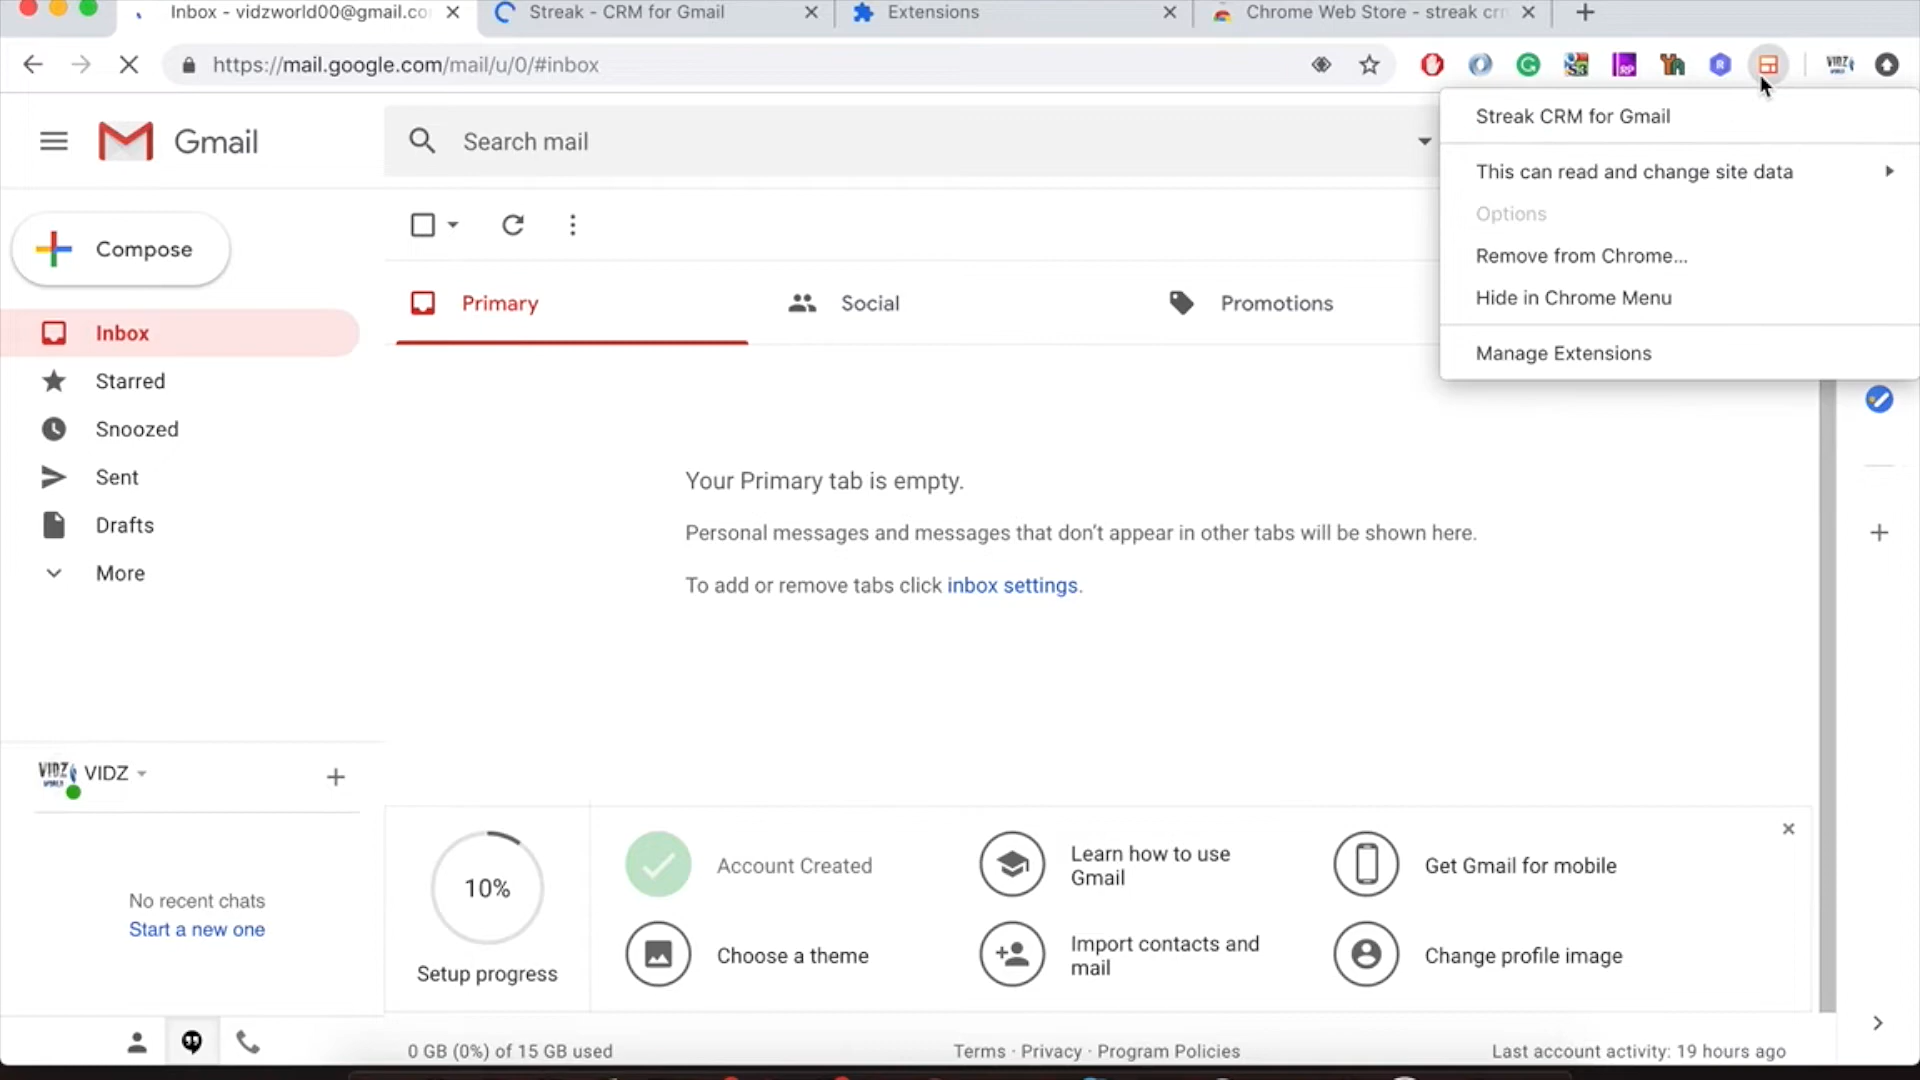 Inbox - vidzworld00@gmail.co
Streak - CRM for Gmail
Extensions
Chrome Web Store - streak crm
https://mail.google.com/mail/u/0/#inbox
Gmail
Search mail
Streak CRM for Gmail
This can read and change site data
Options
Remove from Chrome...
Hide in Chrome Menu
Manage Extensions
Compose
Primary
Social
Promotions
Inbox
Starred
Snoozed
Sent
Drafts
More
Your Primary tab is empty.
Personal messages and messages that don't appear in other tabs will be shown here.
To add or remove tabs click inbox settings.
VIDZ
No recent chats
Start a new one
10%
Setup progress
Account Created
Learn how to use
Gmail
Get Gmail for mobile
Choose a theme
Import contacts and
mail
Change profile image
0 GB (0%) of 15 GB used
Terms · Privacy · Program Policies
Last account activity: 19 hours ago